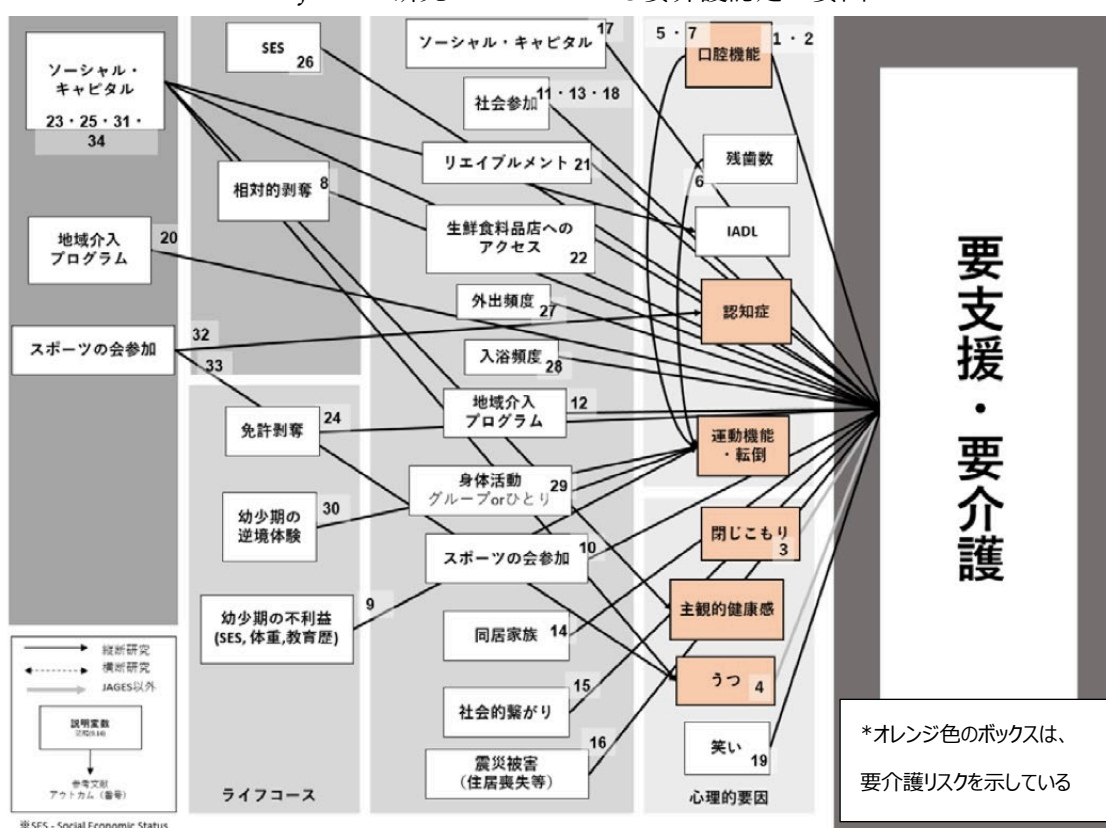 ソーシャル・
キャピタル
23・25・31・
34
地域介入
プログラム
20
スポーツの会参加
32
33
SES
26
相対的剥奪
8
免許剥奪
24
幼少期の
逆境体験
30
幼少期の不利益
(SES, 体重,教育歴)
9
ライフコース
ソーシャル・キャピタル
17
社会参加
11・13・18
リエイブルメント
21
生鮮食料品店への
アクセス
22
外出頻度
27
入浴頻度
28
地域介入
プログラム
12
身体活動
グループorひとり
29
スポーツの会参加
10
同居家族
14
社会的繋がり
15
震災被害
(住居喪失等)
16
5・7
口腔機能
1・2
残歯数
6
IADL
認知症
運動機能
・転倒
閉じこもり
3
主観的健康感
うつ
4
笑い
19
心理的要因
要支援・要介護
*オレンジ色のボックスは、
要介護リスクを示している
縦断研究
横断研究
JAGES以外
説明変数
参考文献
アウトカム（番号）
※SES - Social Economic Status